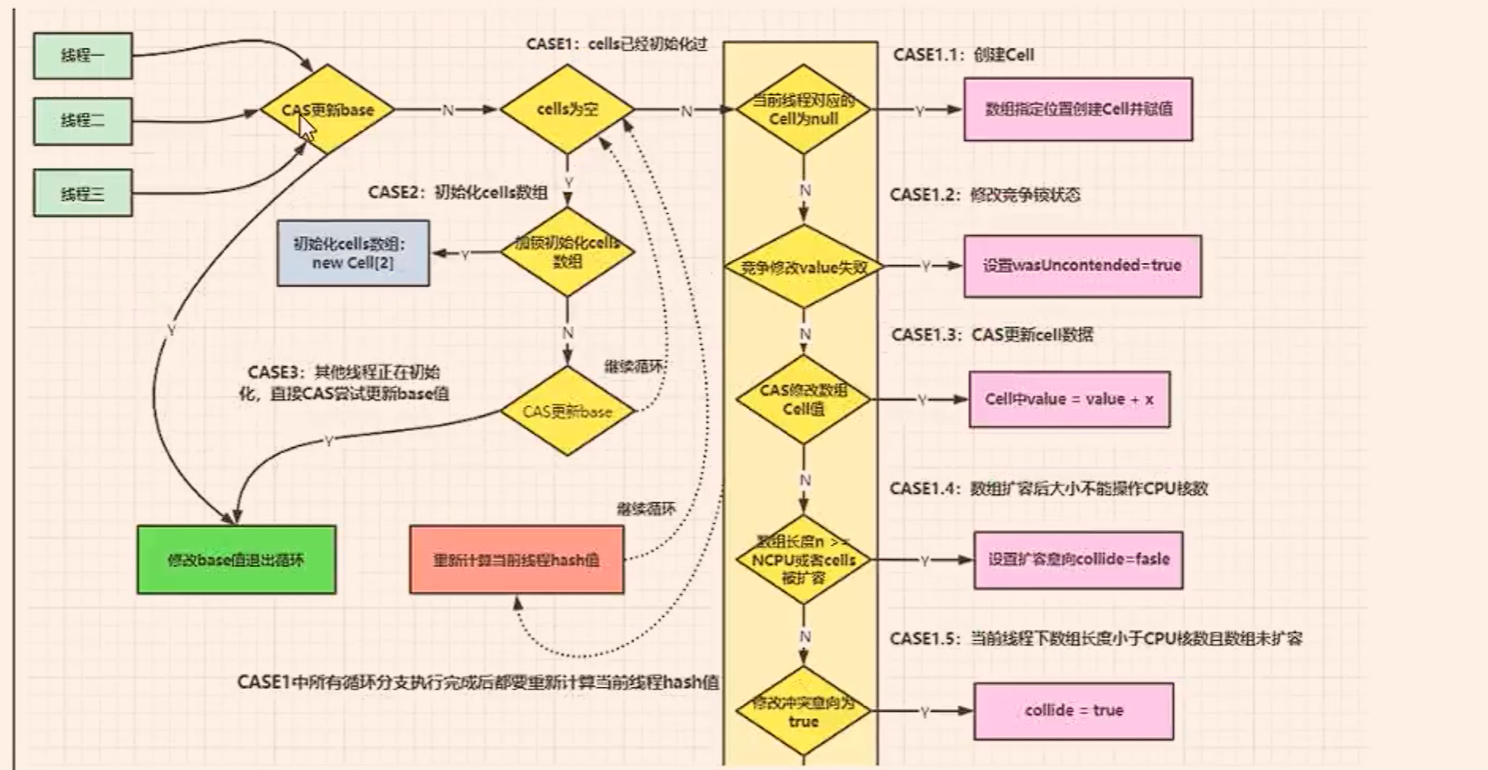 线程一
线程二
线程三
CAS更新base
N
Y
cells为空
N
Y
CASE1：cells已经初始化过
CASE2：初始化cells数组
加锁初始化cells
数组
Y
初始化cells数组：
new Cell[2]
N
CASE3：其他线程正在初始
化，直接CAS尝试更新base值
CAS更新base
Y
继续循环
修改base值退出循环
重新计算当前线程hash值
继续循环
CASE1中所有循环分支执行完成后都要重新计算当前线程hash值
当前线程对应的
Cell为null
Y
CASE1.1：创建Cell
数组指定位置创建Cell并赋值
N
CASE1.2：修改竞争锁状态
竞争修改value失败
Y
设置wasUncontended=true
N
CASE1.3：CAS更新cell数据
CAS修改数组
Cell值
Y
Cell中value = value + x
N
CASE1.4：数组扩容后大小不能操作CPU核数
数组长度n >=
NCPU或者cells
被扩容
Y
设置扩容意向collide=fasle
N
CASE1.5：当前线程下数组长度小于CPU核数且数组未扩容
修改冲突意向为
true
Y
collide = true